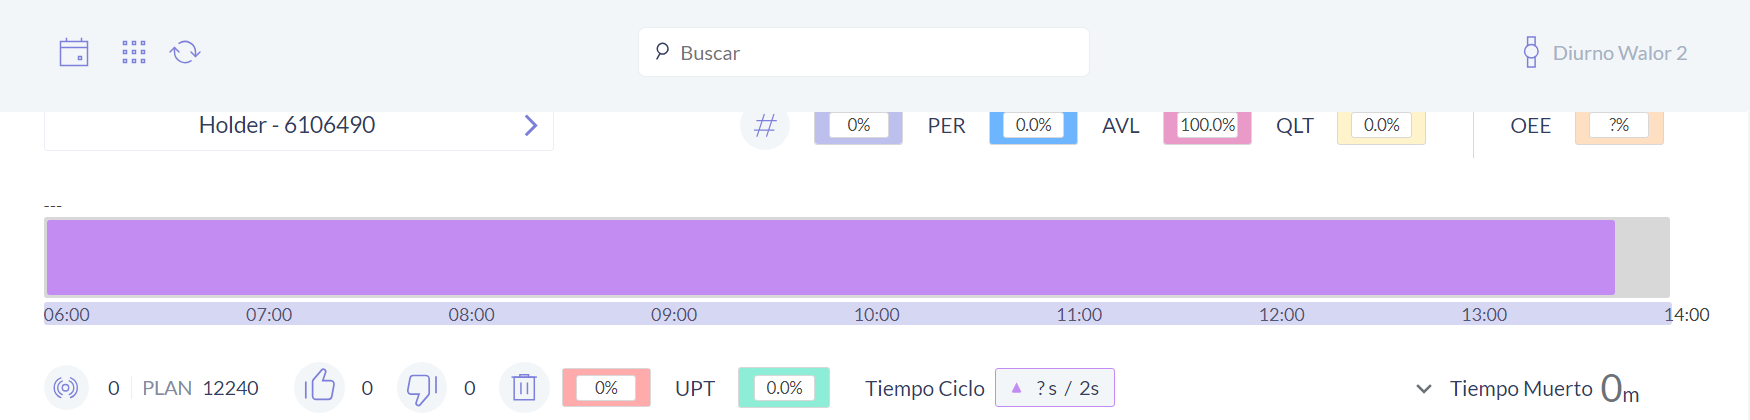 Buscar
Diurno Walor 2
Holder - 6106490
# 0% PER 0.0% AVL 100.0% QLT 0.0% OEE ?%
---
06:00 07:00 08:00 09:00 10:00 11:00 12:00 13:00 14:00
0 PLAN 12240 0 0 0% UPT 0.0% Tiempo Ciclo ? s / 2s Tiempo Muerto 0m